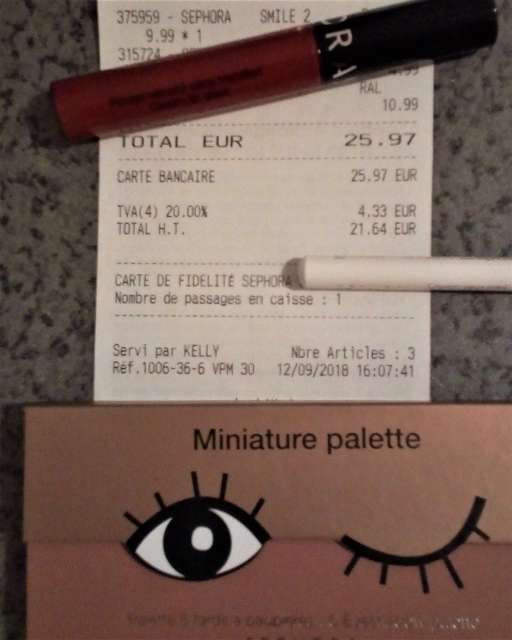 375959 - SEPHORA SMILE 2
9.99 * 1
315724
4.99
RAL
10.99
ORA
TOTAL EUR 25.97
CARTE BANCAIRE 25.97 EUR
TVA(4) 20.00% 4.33 EUR
TOTAL H.T. 21.64 EUR
CARTE DE FIDELITE SEPHORA
Nombre de passages en caisse : 1
Servi par KELLY Nbre Articles : 3
Réf.1006-36-6 VPM 30 12/09/2018 16:07:41
Miniature palette